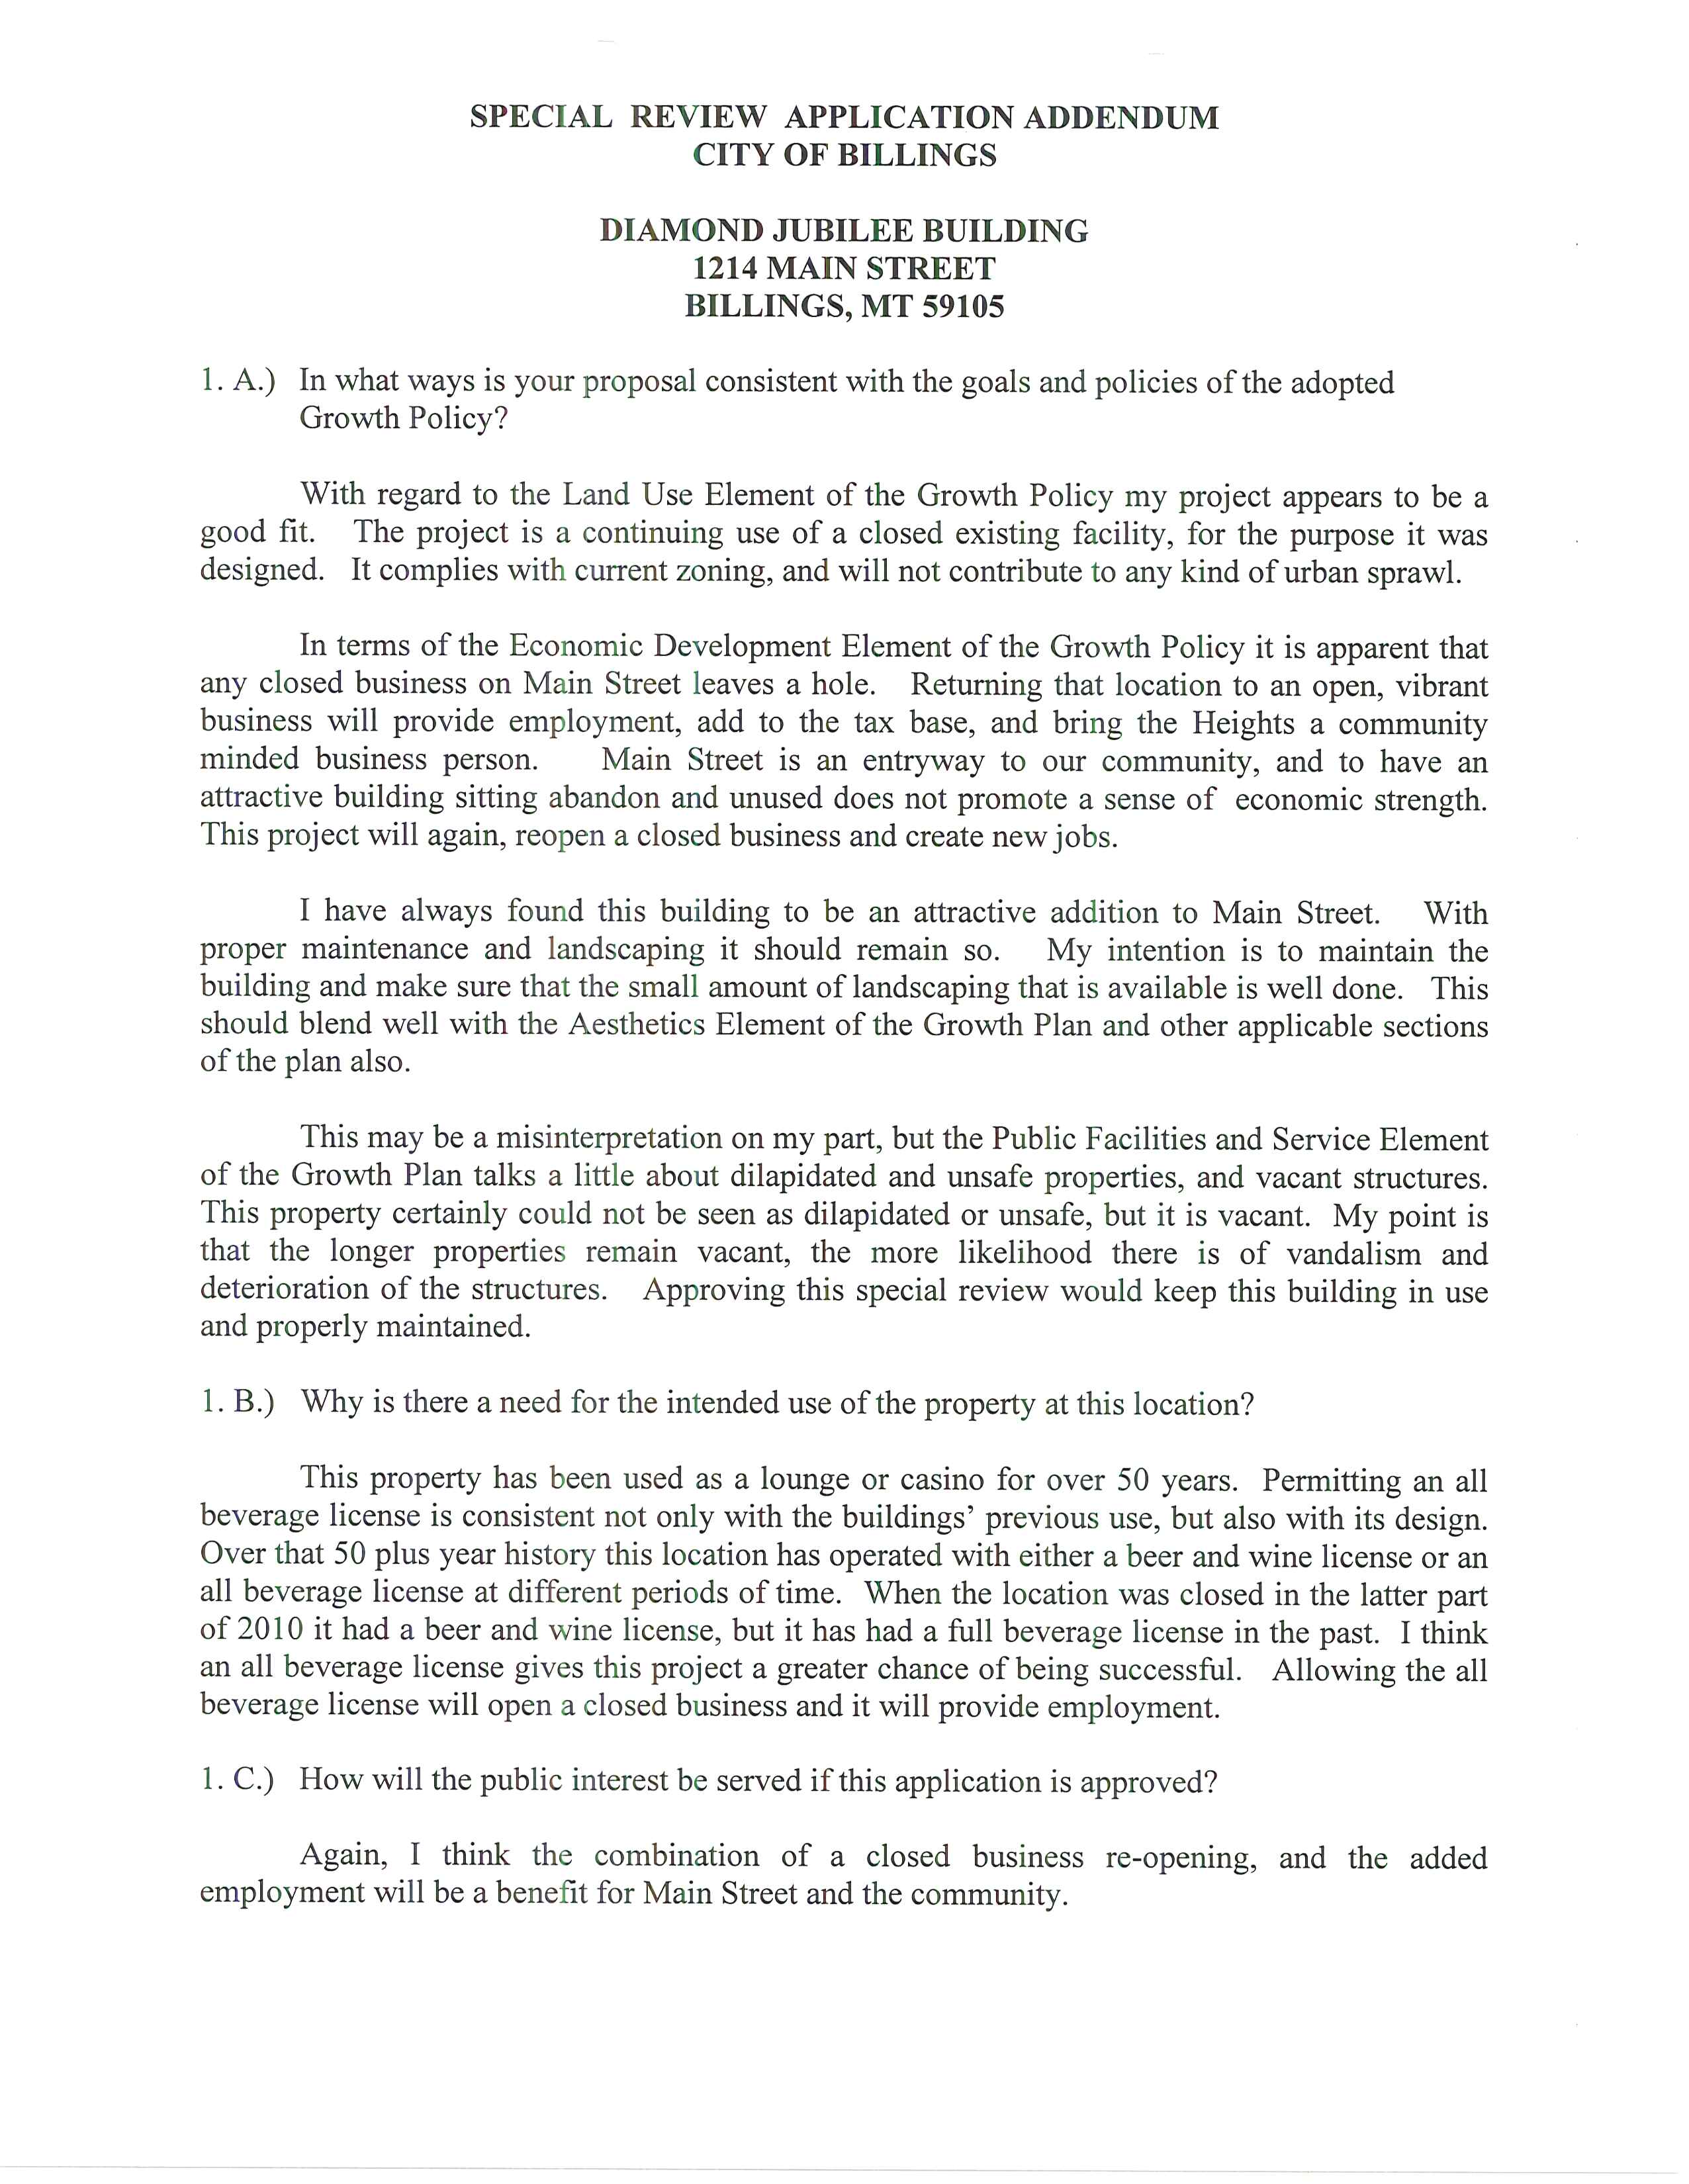 SPECIAL REVIEW APPLICATION ADDENDUM
CITY OF BILLINGS
DIAMOND JUBILEE BUILDING
1214 MAIN STREET
BILLINGS, MT 59105
1. A.) In what ways is your proposal consistent with the goals and policies of the adopted
Growth Policy?
With regard to the Land Use Element of the Growth Policy my project appears to be a
good fit. The project is a continuing use of a closed existing facility, for the purpose it was
designed. It complies with current zoning, and will not contribute to any kind of urban sprawl.
In terms of the Economic Development Element of the Growth Policy it is apparent that
any closed business on Main Street leaves a hole. Returning that location to an open, vibrant
business will provide employment, add to the tax base, and bring the Heights a community
minded business person. Main Street is an entryway to our community, and to have an
attractive building sitting abandon and unused does not promote a sense of economic strength.
This project will again, reopen a closed business and create new jobs.
I have always found this building to be an attractive addition to Main Street. With
proper maintenance and landscaping it should remain so. My intention is to maintain the
building and make sure that the small amount of landscaping that is available is well done. This
should blend well with the Aesthetics Element of the Growth Plan and other applicable sections
of the plan also.
This may be a misinterpretation on my part, but the Public Facilities and Service Element
of the Growth Plan talks a little about dilapidated and unsafe properties, and vacant structures.
This property certainly could not be seen as dilapidated or unsafe, but it is vacant. My point is
that the longer properties remain vacant, the more likelihood there is of vandalism and
deterioration of the structures. Approving this special review would keep this building in use
and properly maintained.
1. B.) Why is there a need for the intended use of the property at this location?
This property has been used as a lounge or casino for over 50 years. Permitting an all
beverage license is consistent not only with the buildings’ previous use, but also with its design.
Over that 50 plus year history this location has operated with either a beer and wine license or an
all beverage license at different periods of time. When the location was closed in the latter part
of 2010 it had a beer and wine license, but it has had a full beverage license in the past. I think
an all beverage license gives this project a greater chance of being successful. Allowing the all
beverage license will open a closed business and it will provide employment.
1. C.) How will the public interest be served if this application is approved?
Again, I think the combination of a closed business re-opening, and the added
employment will be a benefit for Main Street and the community.